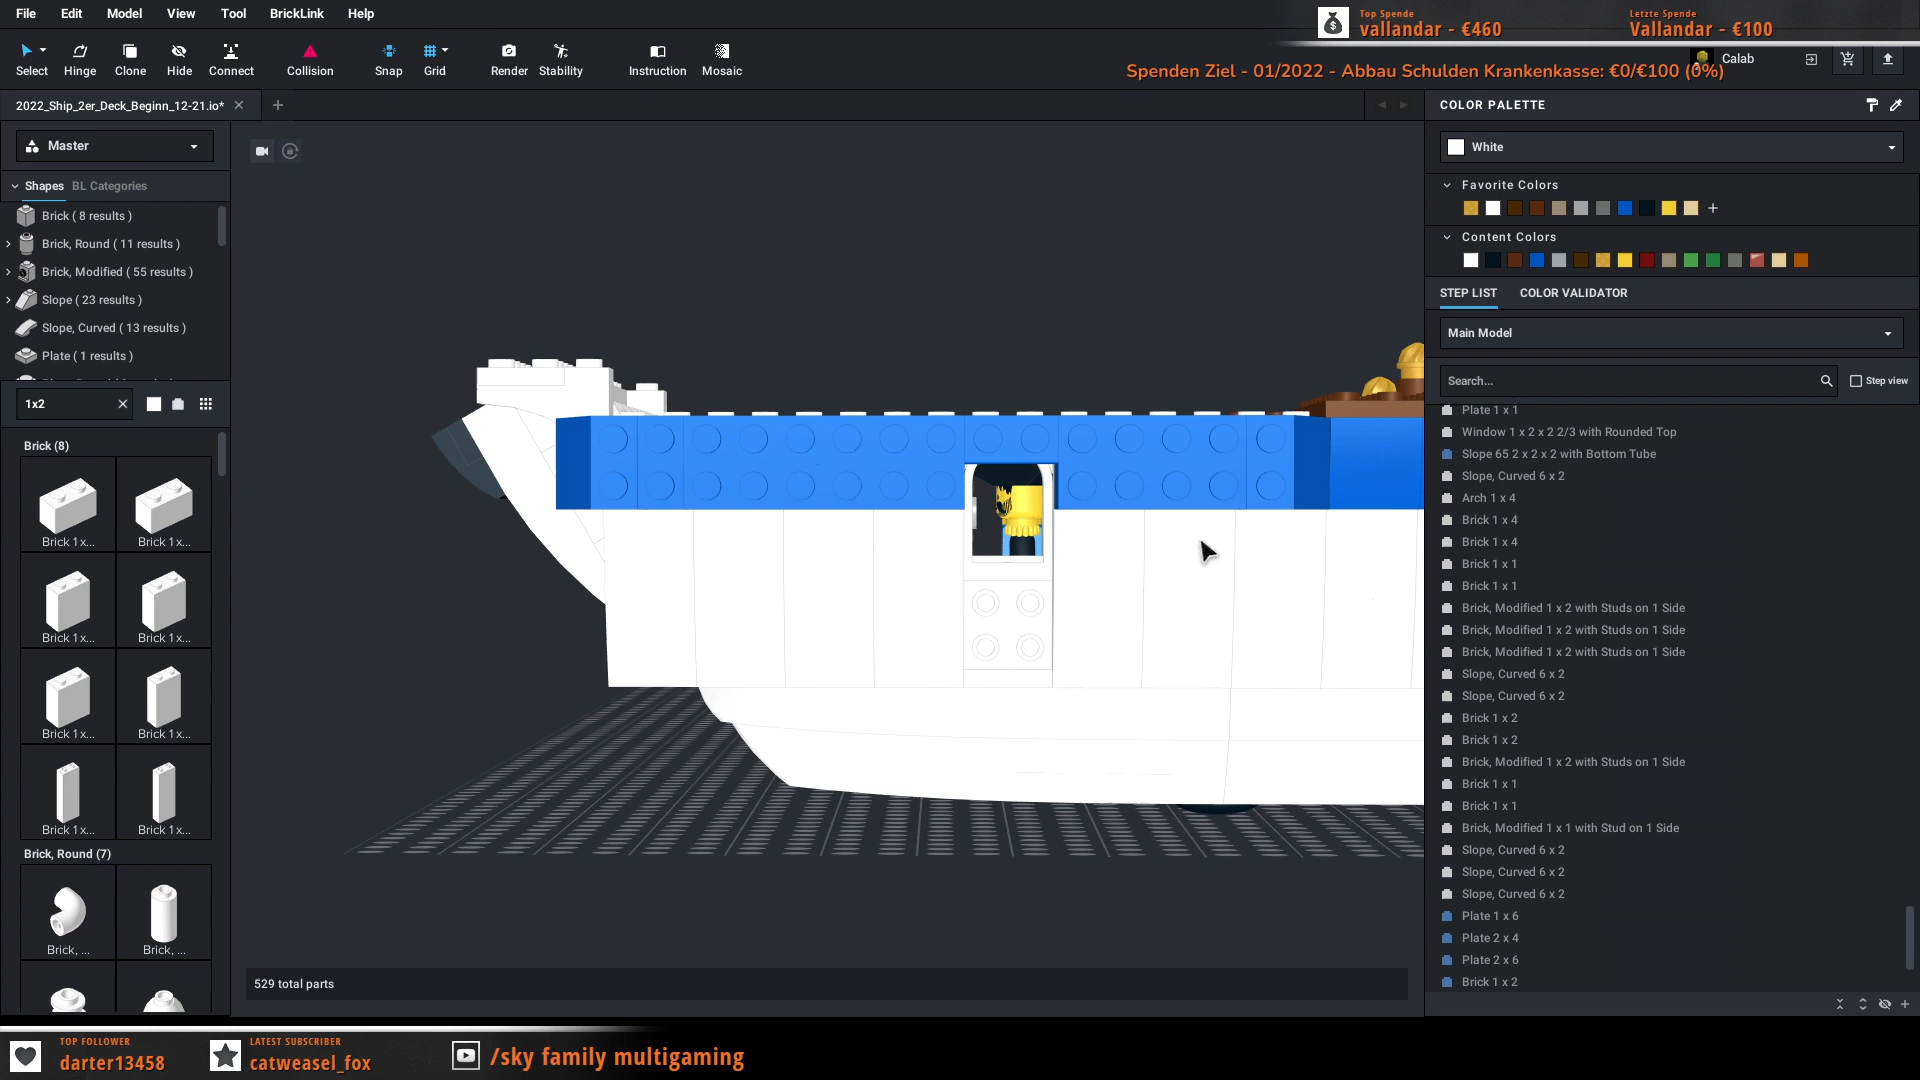 File Edit Model View Tool BrickLink Help
Top Spende
vallandar - €460
Letzte Spende
Vallandar - €100
Select Hinge Clone Hide Connect Collision Snap Grid Render Stability Instruction Mosaic
Calab
Spenden Ziel - 01/2022 - Abbau Schulden Krankenkasse: €0/€100 (0%)
2022_Ship_2er_Deck_Beginn_12-21.io*
Master
Shapes BL Categories
Brick ( 8 results )
Brick, Round ( 11 results )
Brick, Modified ( 55 results )
Slope ( 23 results )
Slope, Curved ( 13 results )
Plate ( 1 results )
1x2
Brick (8)
Brick 1x... Brick 1x...
Brick 1x... Brick 1x...
Brick 1x... Brick 1x...
Brick 1x... Brick 1x...
Brick, Round (7)
Brick, ... Brick, ...
529 total parts
COLOR PALETTE
White
Favorite Colors
Content Colors
STEP LIST COLOR VALIDATOR
Main Model
Search...
Step view
Plate 1 x 1
Window 1 x 2 x 2 2/3 with Rounded Top
Slope 65 2 x 2 x 2 with Bottom Tube
Slope, Curved 6 x 2
Arch 1 x 4
Brick 1 x 4
Brick 1 x 4
Brick 1 x 1
Brick 1 x 1
Brick, Modified 1 x 2 with Studs on 1 Side
Brick, Modified 1 x 2 with Studs on 1 Side
Brick, Modified 1 x 2 with Studs on 1 Side
Slope, Curved 6 x 2
Slope, Curved 6 x 2
Brick 1 x 2
Brick 1 x 2
Brick, Modified 1 x 2 with Studs on 1 Side
Brick 1 x 1
Brick 1 x 1
Brick, Modified 1 x 1 with Stud on 1 Side
Slope, Curved 6 x 2
Slope, Curved 6 x 2
Slope, Curved 6 x 2
Plate 1 x 6
Plate 2 x 4
Plate 2 x 6
Brick 1 x 2
TOP FOLLOWER
darter13458
LATEST SUBSCRIBER
catweasel_fox
/sky family multigaming